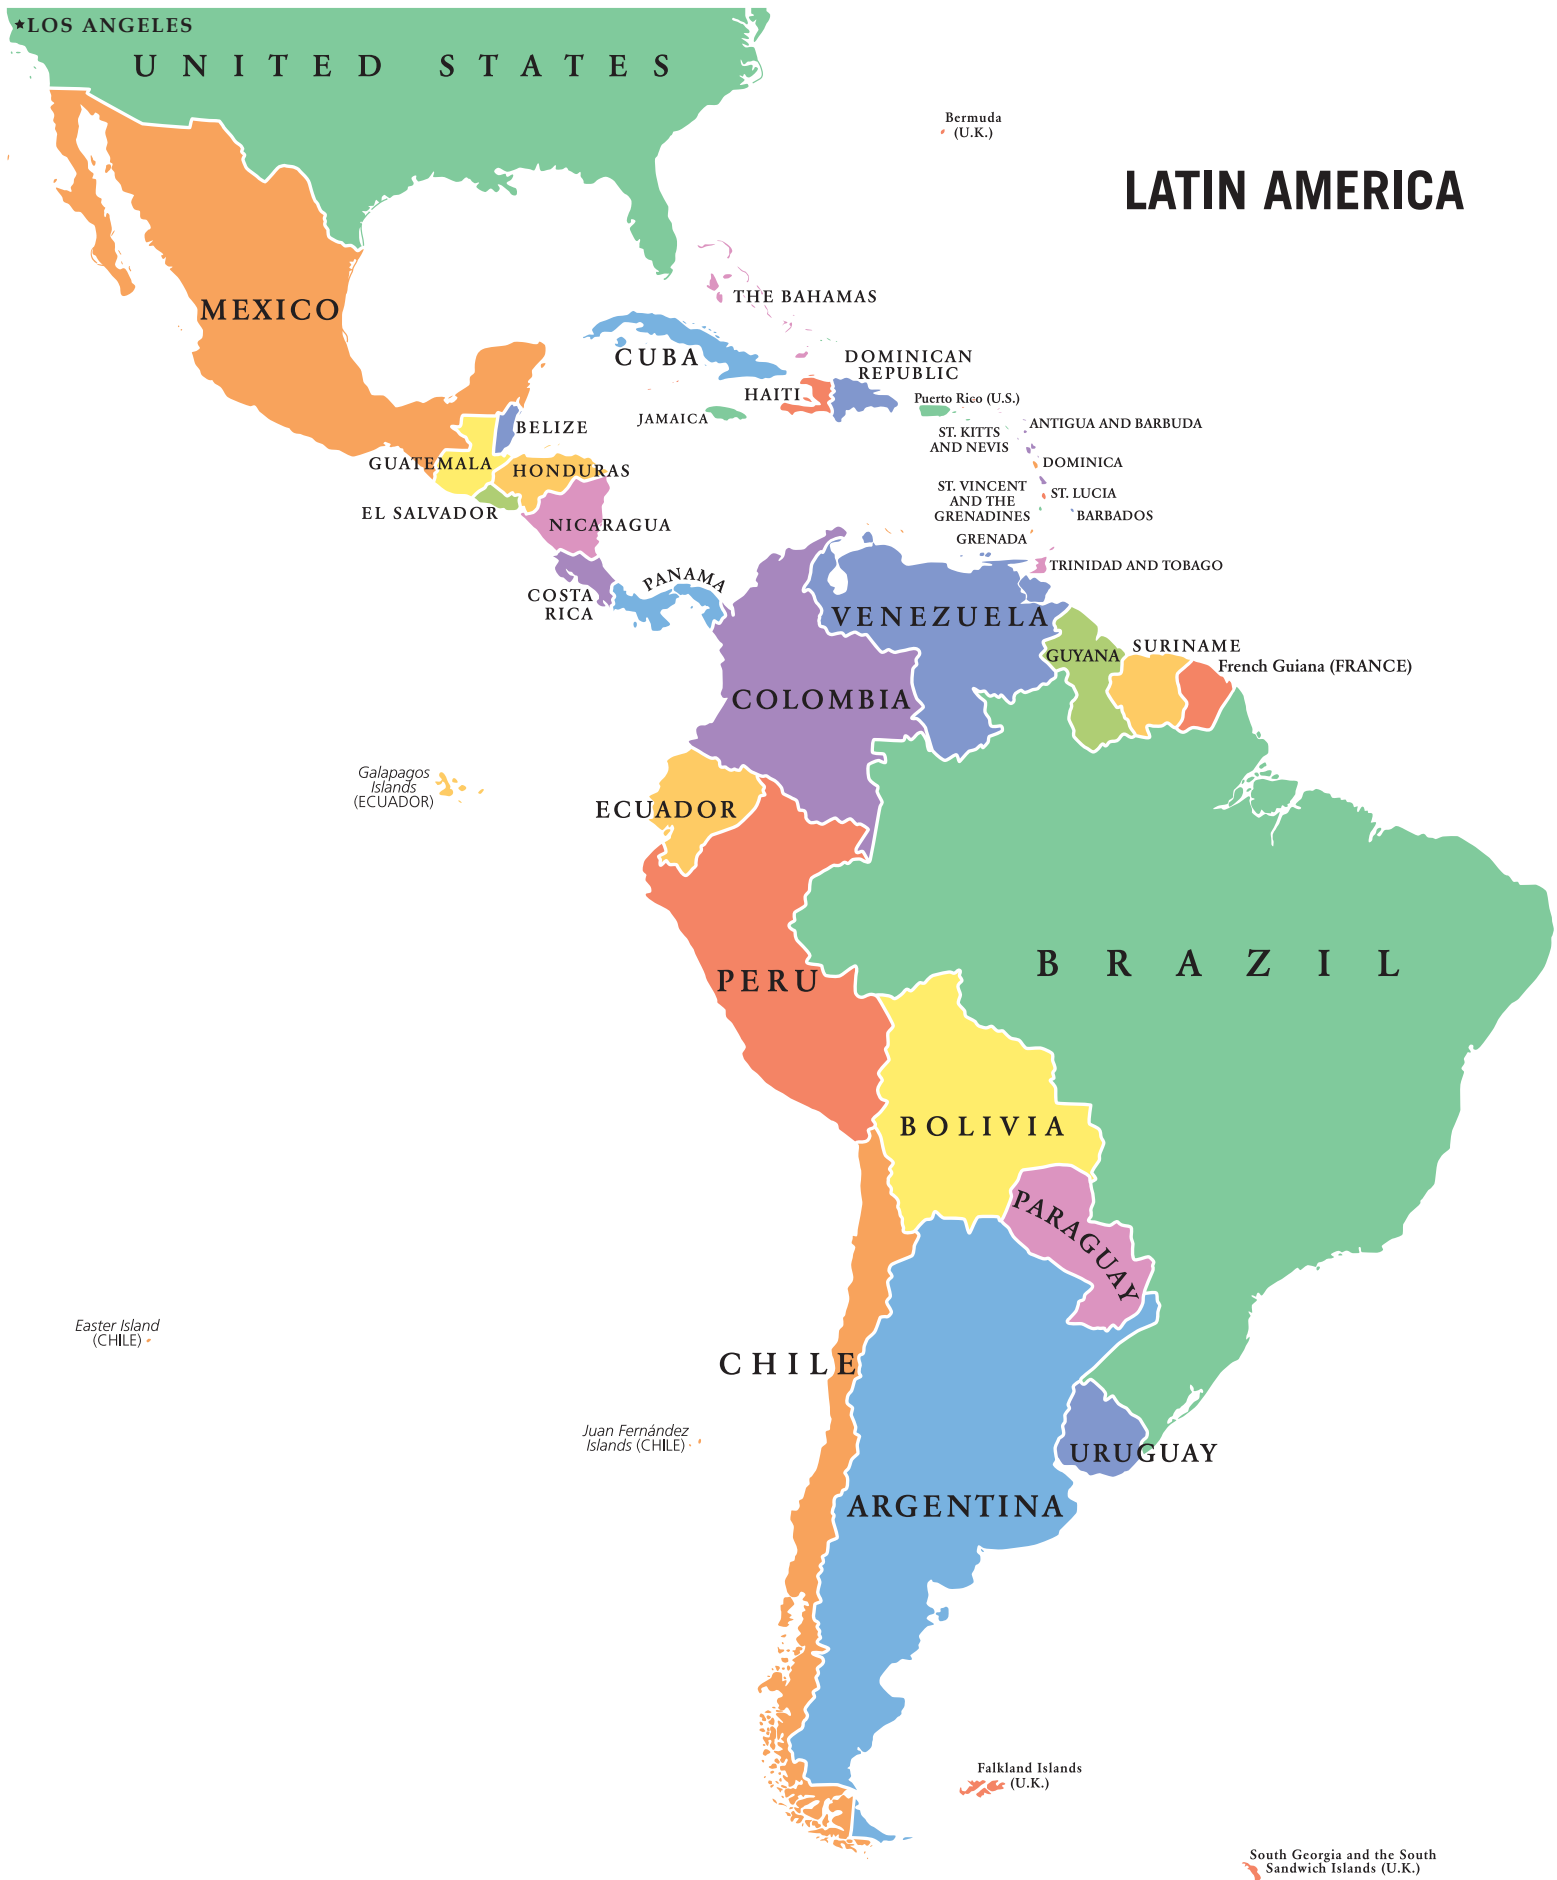 ★LOS ANGELES
UNITED STATES
Bermuda
(U.K.)
LATIN AMERICA
MEXICO
THE BAHAMAS
CUBA
DOMINICAN
REPUBLIC
HAITI
Puerto Rico (U.S.)
JAMAICA
ANTIGUA AND BARBUDA
ST. KITTS
AND NEVIS
BELIZE
GUATEMALA
HONDURAS
DOMINICA
ST. VINCENT
AND THE
GRENADINES
ST. LUCIA
BARBADOS
EL SALVADOR
NICARAGUA
GRENADA
TRINIDAD AND TOBAGO
PANAMA
COSTA
RICA
VENEZUELA
GUYANA
SURINAME
French Guiana (FRANCE)
COLOMBIA
Galapagos
Islands
(ECUADOR)
ECUADOR
BRAZIL
PERU
BOLIVIA
PARAGUAY
Easter Island
(CHILE)
CHILE
Juan Fernández
Islands (CHILE)
URUGUAY
ARGENTINA
Falkland Islands
(U.K.)
South Georgia and the South
Sandwich Islands (U.K.)